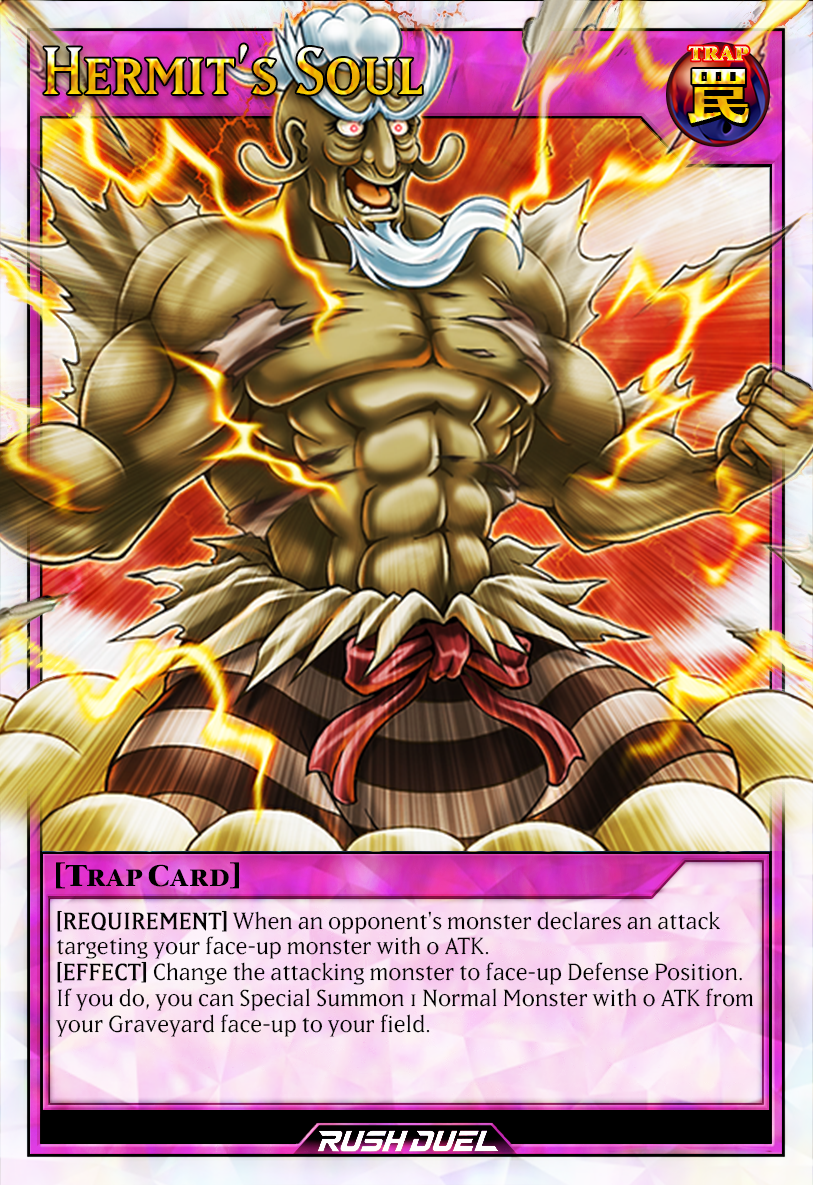 Hermit's Soul
TRAP
罠
[Trap Card]
[REQUIREMENT] When an opponent's monster declares an attack
targeting your face-up monster with 0 ATK.
[EFFECT] Change the attacking monster to face-up Defense Position.
If you do, you can Special Summon 1 Normal Monster with 0 ATK from
your Graveyard face-up to your field.
RUSH DUEL